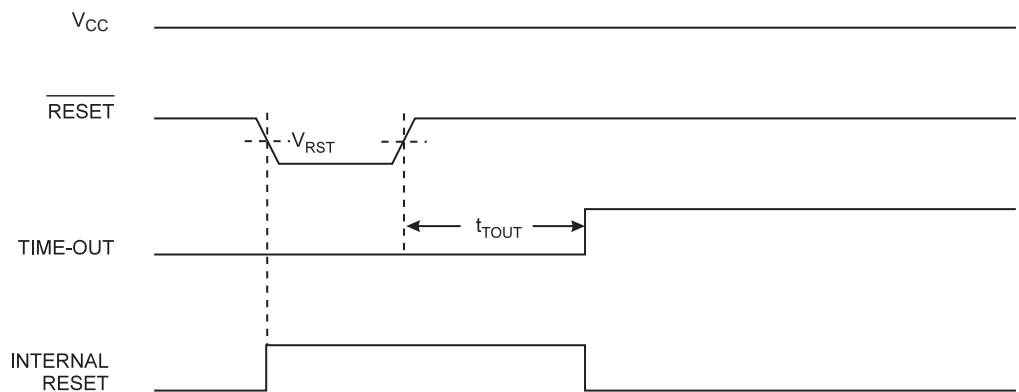 VCC
RESET
VRST
tTOUT
TIME-OUT
INTERNAL
RESET